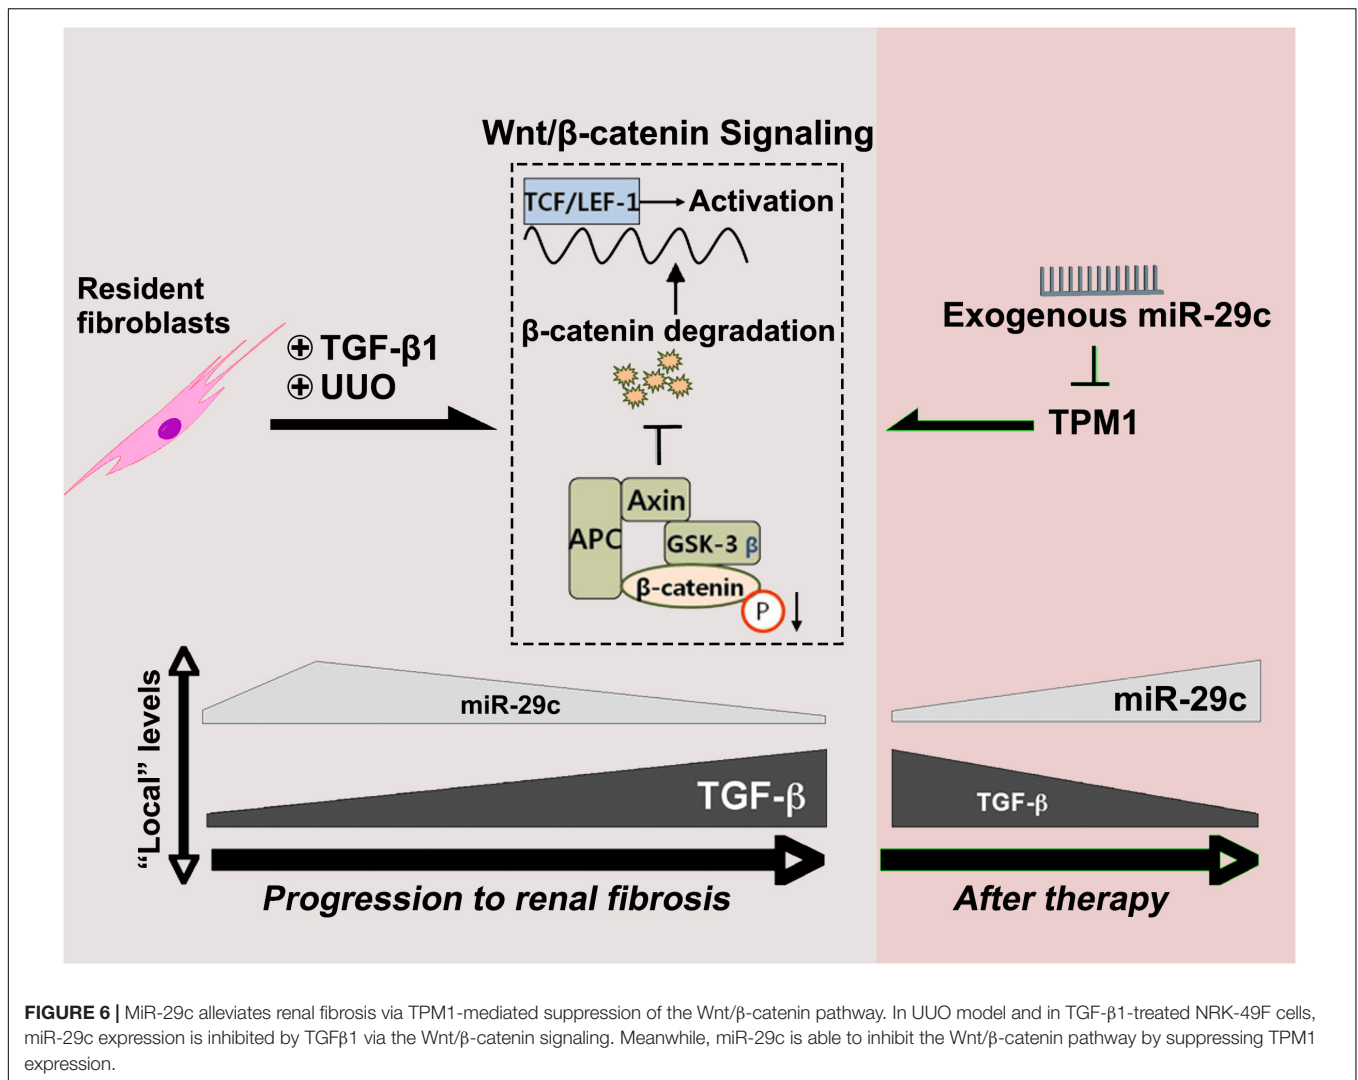 Wnt/β-catenin Signaling
TCF/LEF-1
Activation
Resident
fibroblasts
⊕ TGF-β1
⊕ UUO
β-catenin degradation
Exogenous miR-29c
TPM1
Axin
APC
GSK-3 β
β-catenin
P
"Local" levels
miR-29c
miR-29c
TGF-β
TGF-β
Progression to renal fibrosis
After therapy
FIGURE 6 | MiR-29c alleviates renal fibrosis via TPM1-mediated suppression of the Wnt/β-catenin pathway. In UUO model and in TGF-β1-treated NRK-49F cells,
miR-29c expression is inhibited by TGFβ1 via the Wnt/β-catenin signaling. Meanwhile, miR-29c is able to inhibit the Wnt/β-catenin pathway by suppressing TPM1
expression.